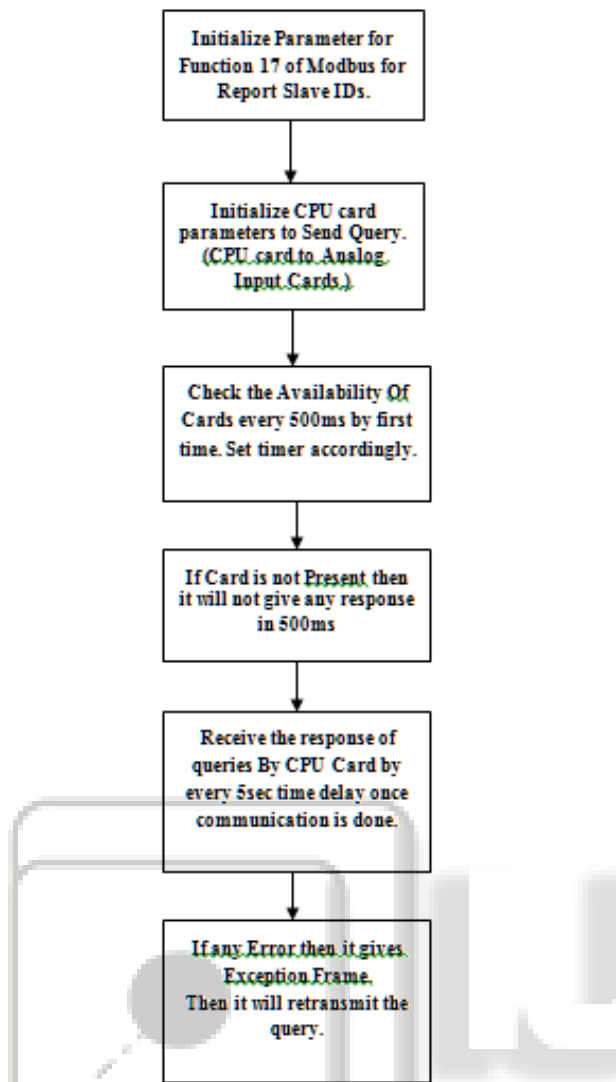 Initialize Parameter for
Function 17 of Modbus for
Report Slave IDs.
Initialize CPU card
parameters to Send Query.
(CPU card to Analog
Input Cards.)
Check the Availability Of
Cards every 500ms by first
time. Set timer accordingly.
If Card is not Present then
it will not give any response
in 500ms
Receive the response of
queries By CPU Card by
every 5sec time delay once
communication is done.
If any Error then it gives
Exception Frame.
Then it will retransmit the
query.